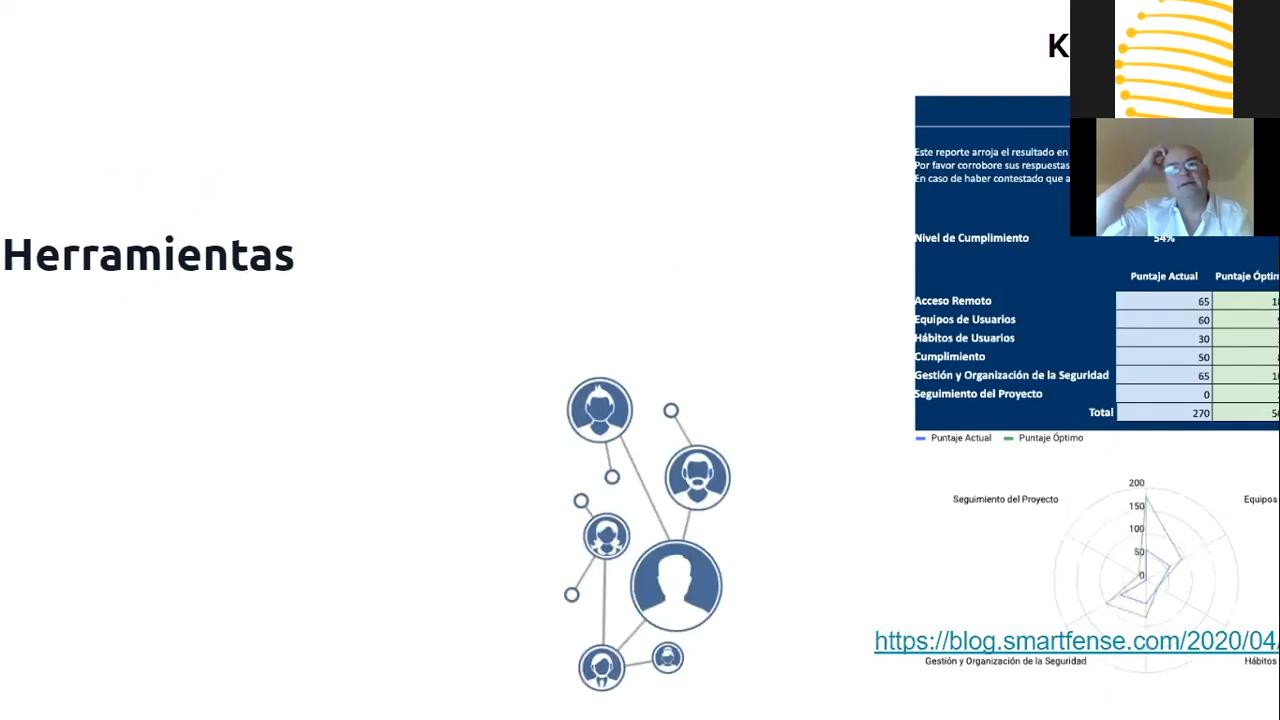 K
Este reporte arroja el resultado en
Por favor corrobore sus respuestas
En caso de haber contestado que a
Herramientas
Nivel de Cumplimiento 54%
Puntaje Actual Puntaje Óptim
Acceso Remoto 65
Equipos de Usuarios 60
Hábitos de Usuarios 30
Cumplimiento 50
Gestión y Organización de la Seguridad 65
Seguimiento del Proyecto 0
Total 270
Puntaje Actual Puntaje Óptimo
200
Seguimiento del Proyecto Equipos
150
100
50
0
https://blog.smartfense.com/2020/04/
Gestión y Organización de la Seguridad Hábitos